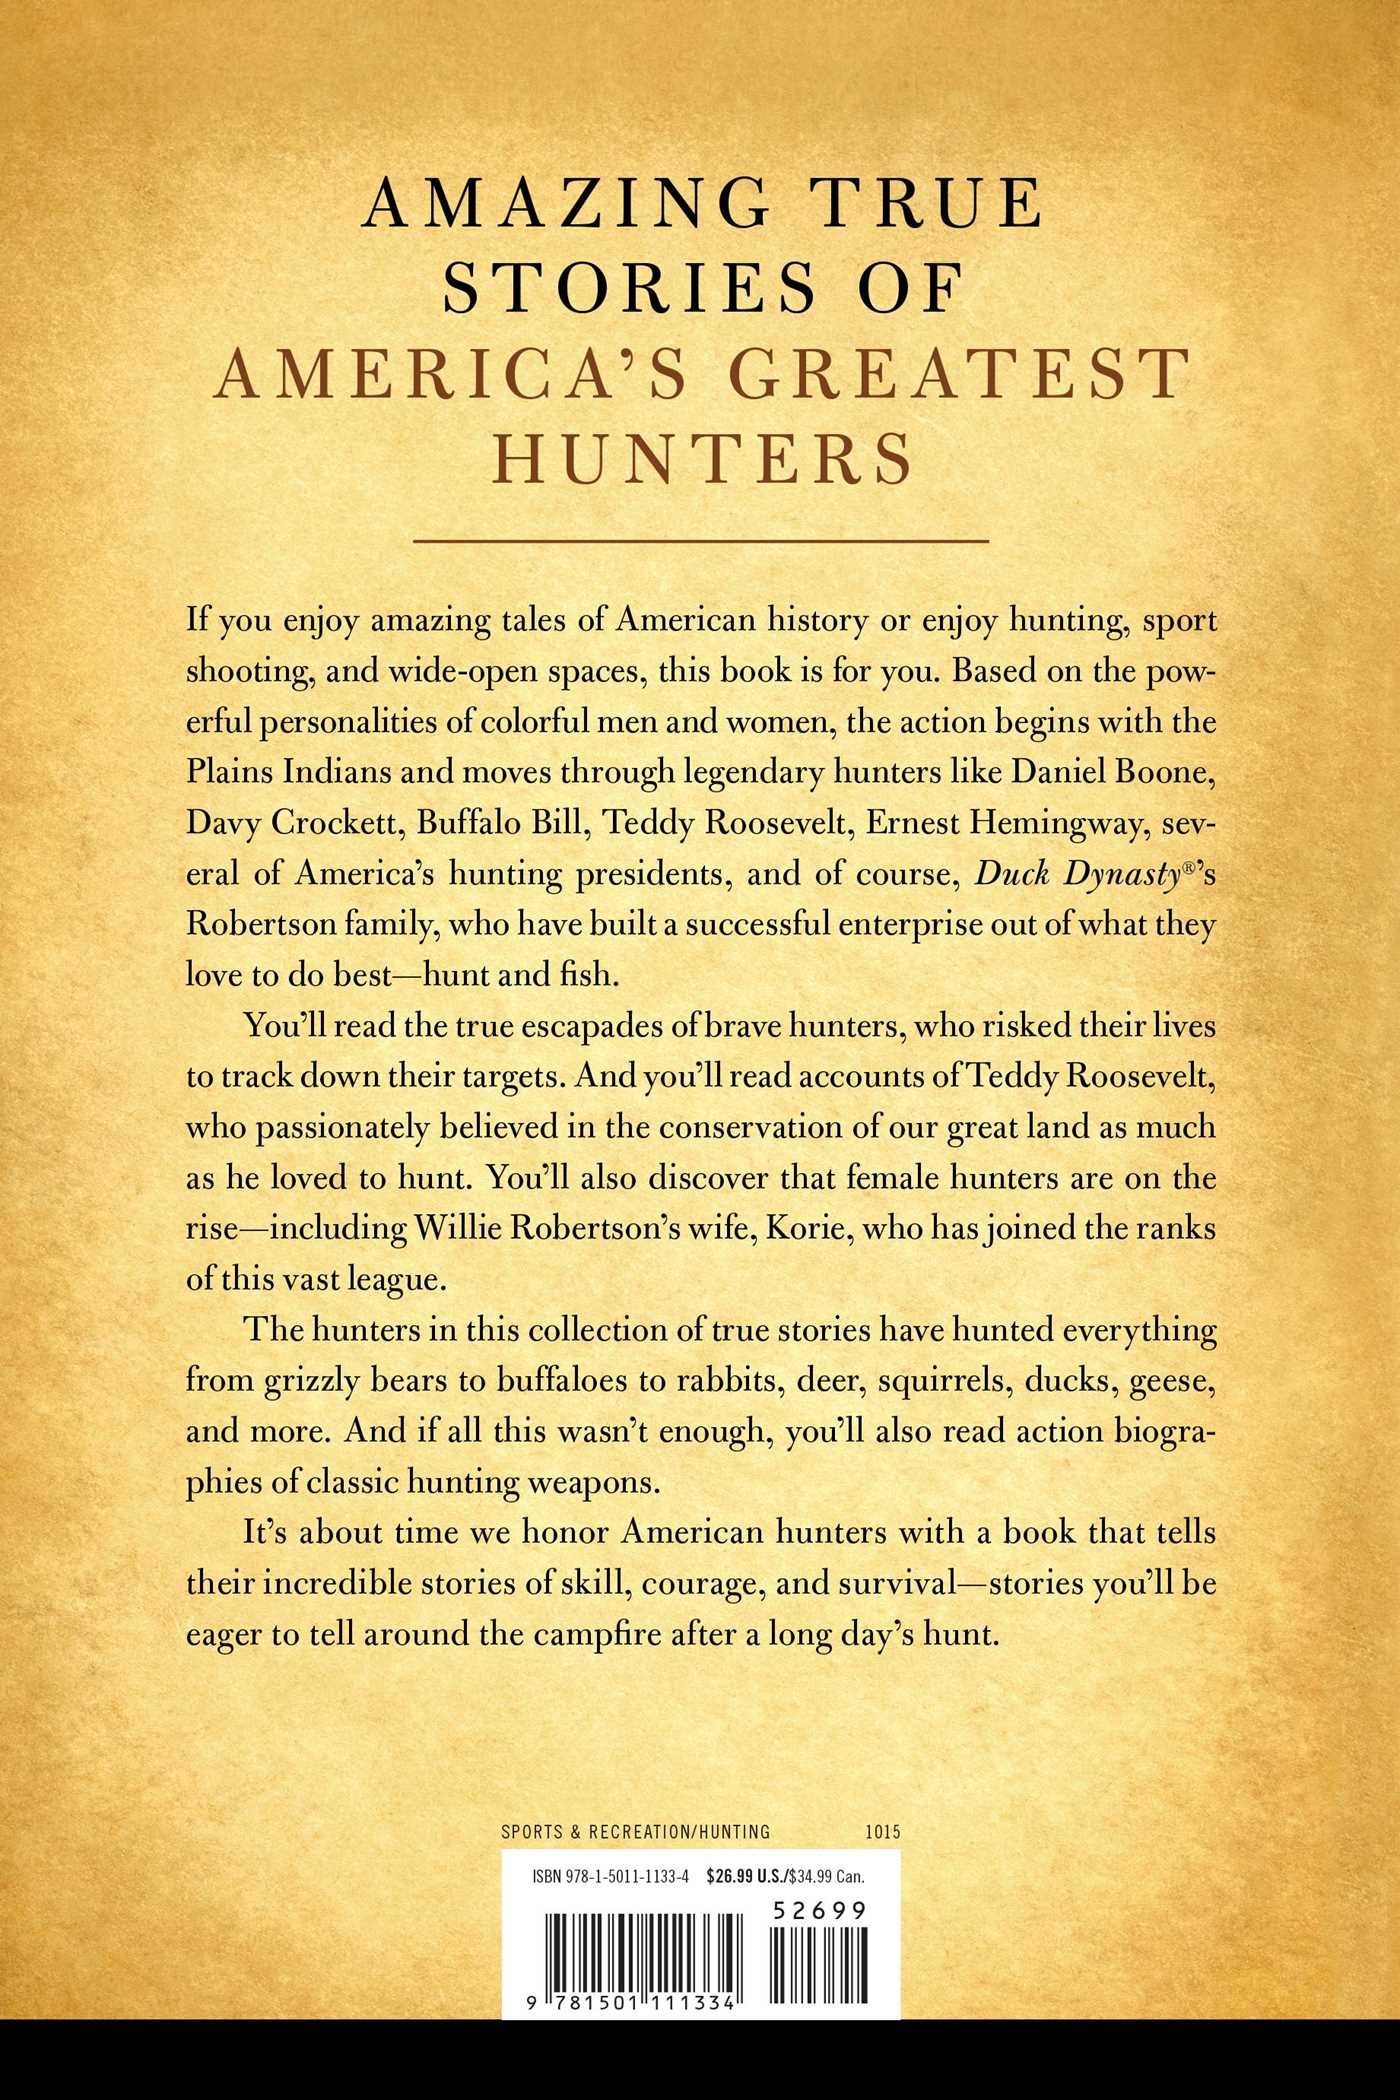 AMAZING TRUE
STORIES OF
AMERICA’S GREATEST
HUNTERS
If you enjoy amazing tales of American history or enjoy hunting, sport
shooting, and wide-open spaces, this book is for you. Based on the pow-
erful personalities of colorful men and women, the action begins with the
Plains Indians and moves through legendary hunters like Daniel Boone,
Davy Crockett, Buffalo Bill, Teddy Roosevelt, Ernest Hemingway, sev-
eral of America’s hunting presidents, and of course, Duck Dynasty®’s
Robertson family, who have built a successful enterprise out of what they
love to do best—hunt and fish.
You’ll read the true escapades of brave hunters, who risked their lives
to track down their targets. And you’ll read accounts of Teddy Roosevelt,
who passionately believed in the conservation of our great land as much
as he loved to hunt. You’ll also discover that female hunters are on the
rise—including Willie Robertson’s wife, Korie, who has joined the ranks
of this vast league.
The hunters in this collection of true stories have hunted everything
from grizzly bears to buffaloes to rabbits, deer, squirrels, ducks, geese,
and more. And if all this wasn’t enough, you’ll also read action biogra-
phies of classic hunting weapons.
It’s about time we honor American hunters with a book that tells
their incredible stories of skill, courage, and survival—stories you’ll be
eager to tell around the campfire after a long day’s hunt.
SPORTS & RECREATION/HUNTING 1015
ISBN 978-1-5011-1133-4 $26.99 U.S./$34.99 Can.
52699
9 781501 111334